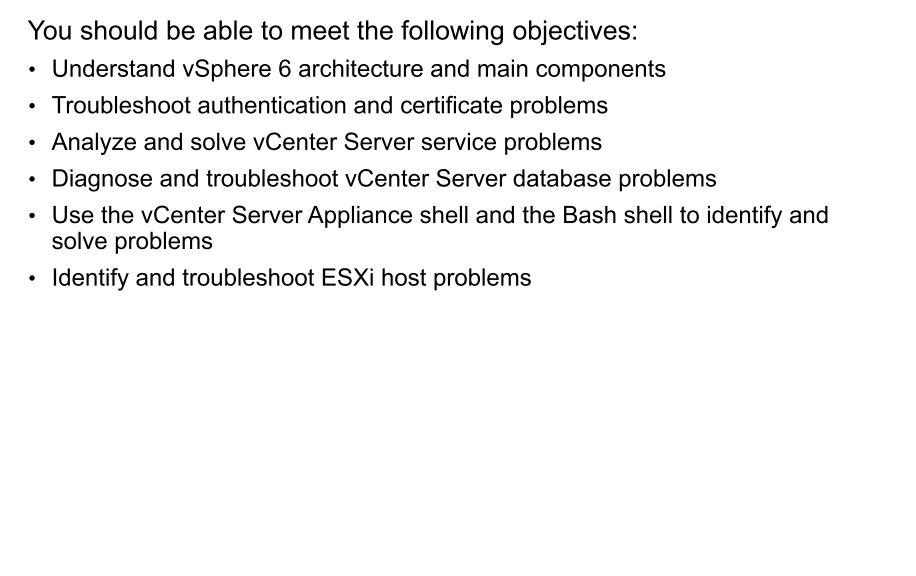 You should be able to meet the following objectives:
• Understand vSphere 6 architecture and main components
• Troubleshoot authentication and certificate problems
• Analyze and solve vCenter Server service problems
• Diagnose and troubleshoot vCenter Server database problems
• Use the vCenter Server Appliance shell and the Bash shell to identify and
solve problems
• Identify and troubleshoot ESXi host problems